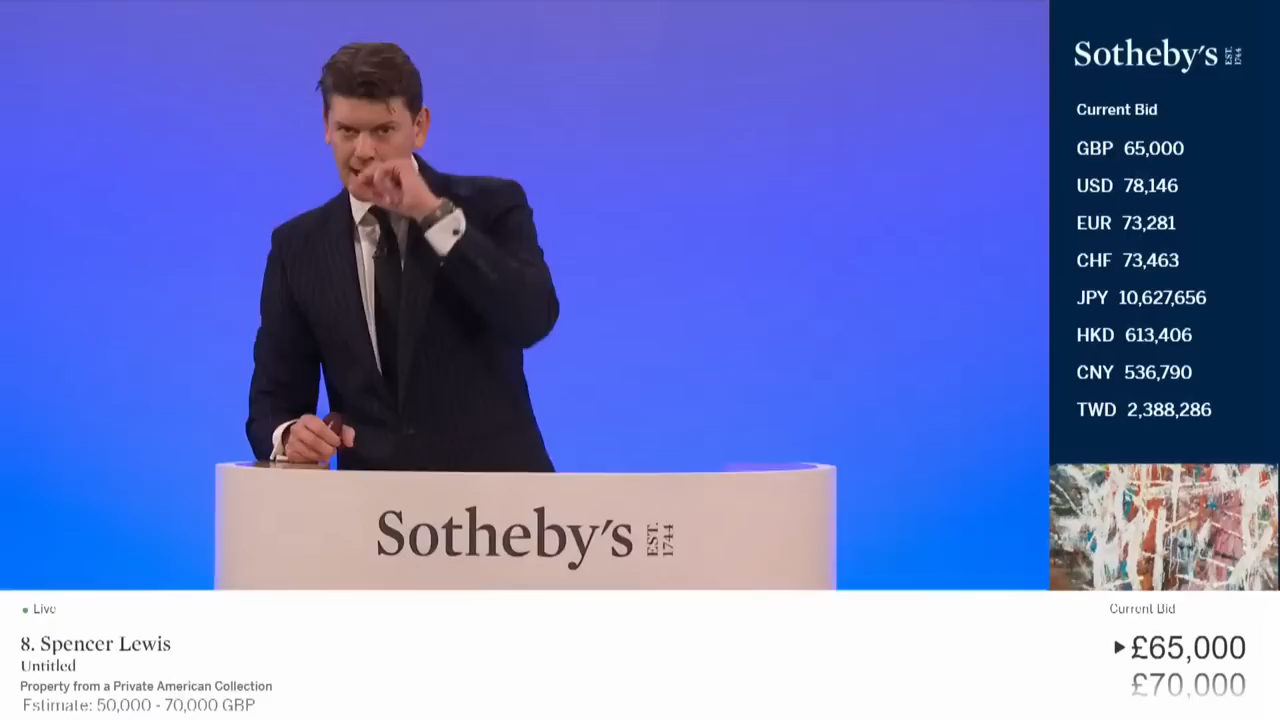 Sotheby's EST. 1744
Current Bid
GBP 65,000
USD 78,146
EUR 73,281
CHF 73,463
JPY 10,627,656
HKD 613,406
CNY 536,790
TWD 2,388,286
Sotheby's EST. 1744
Live
8. Spencer Lewis
Untitled
Property from a Private American Collection
Estimate: 50,000 - 70,000 GBP
Current Bid
£65,000
£70,000